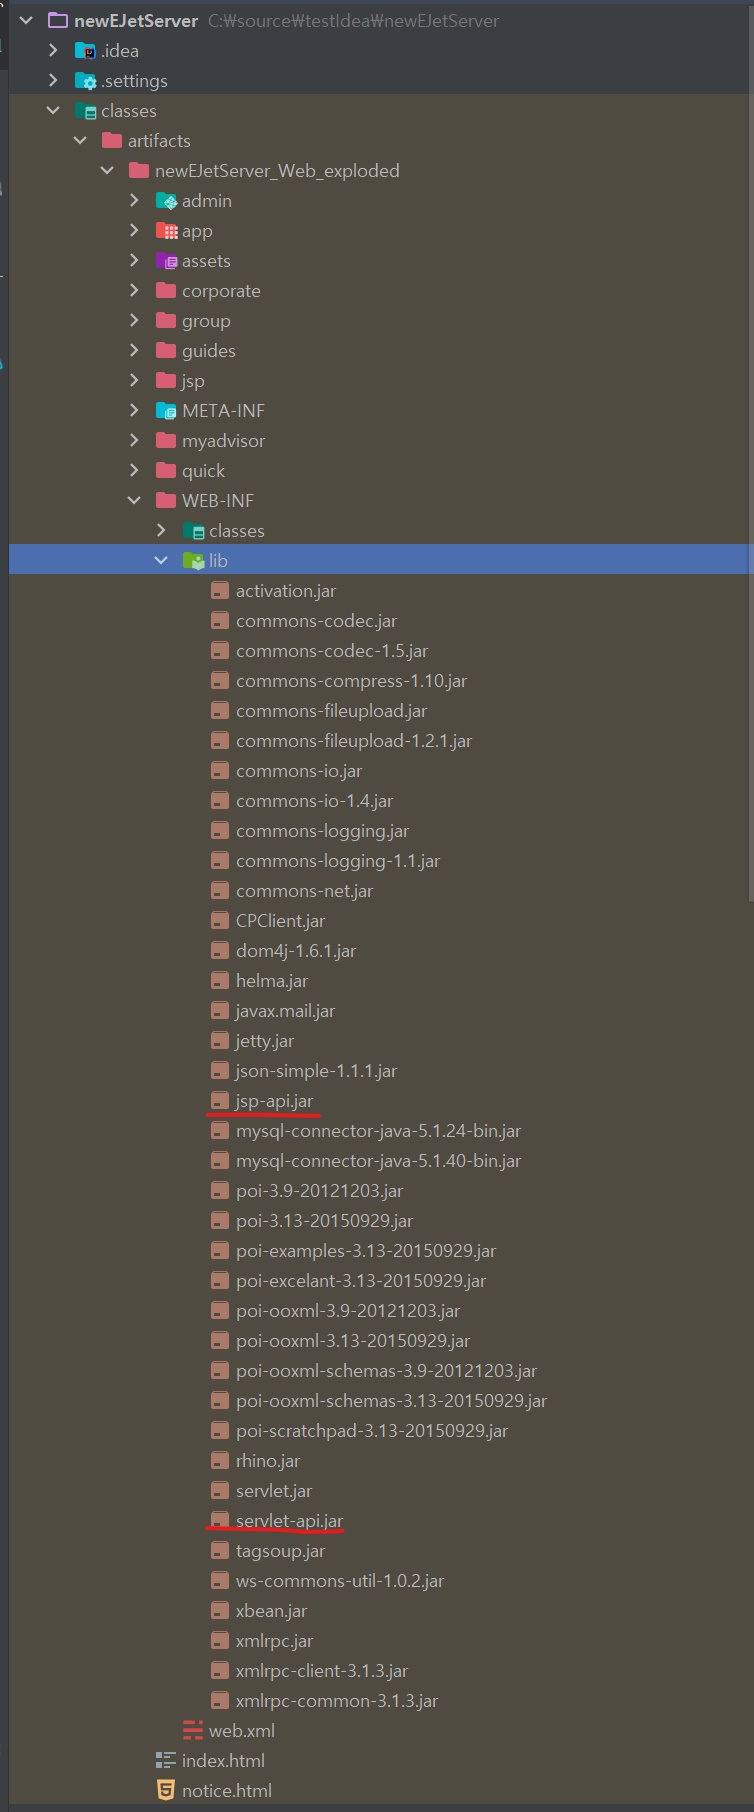 newEJetServer C:₩source₩testIdea₩newEJetServer
.idea
.settings
classes
artifacts
newEJetServer_Web_exploded
admin
app
assets
corporate
group
guides
jsp
META-INF
myadvisor
quick
WEB-INF
classes
lib
activation.jar
commons-codec.jar
commons-codec-1.5.jar
commons-compress-1.10.jar
commons-fileupload.jar
commons-fileupload-1.2.1.jar
commons-io.jar
commons-io-1.4.jar
commons-logging.jar
commons-logging-1.1.jar
commons-net.jar
CPClient.jar
dom4j-1.6.1.jar
helma.jar
javax.mail.jar
jetty.jar
json-simple-1.1.1.jar
jsp-api.jar
mysql-connector-java-5.1.24-bin.jar
mysql-connector-java-5.1.40-bin.jar
poi-3.9-20121203.jar
poi-3.13-20150929.jar
poi-examples-3.13-20150929.jar
poi-excelant-3.13-20150929.jar
poi-ooxml-3.9-20121203.jar
poi-ooxml-3.13-20150929.jar
poi-ooxml-schemas-3.9-20121203.jar
poi-ooxml-schemas-3.13-20150929.jar
poi-scratchpad-3.13-20150929.jar
rhino.jar
servlet.jar
servlet-api.jar
tagsoup.jar
ws-commons-util-1.0.2.jar
xbean.jar
xmlrpc.jar
xmlrpc-client-3.1.3.jar
xmlrpc-common-3.1.3.jar
web.xml
index.html
notice.html